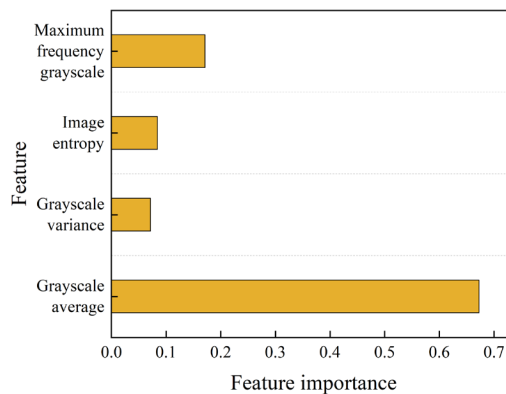 Maximum
frequency
grayscale
Image
entropy
Grayscale
variance
Grayscale
average
Feature
0.0 0.1 0.2 0.3 0.4 0.5 0.6 0.7
Feature importance